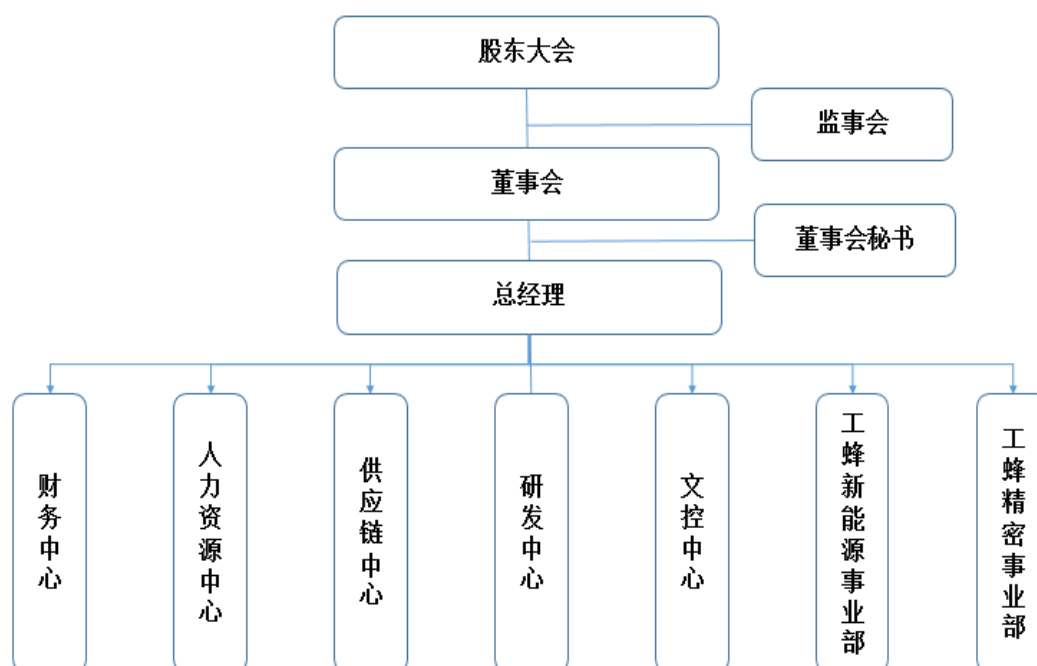 股东大会
监事会
董事会
董事会秘书
总经理
财务中心
人力资源中心
供应链中心
研发中心
文控中心
工蜂新能源事业部
工蜂精密事业部